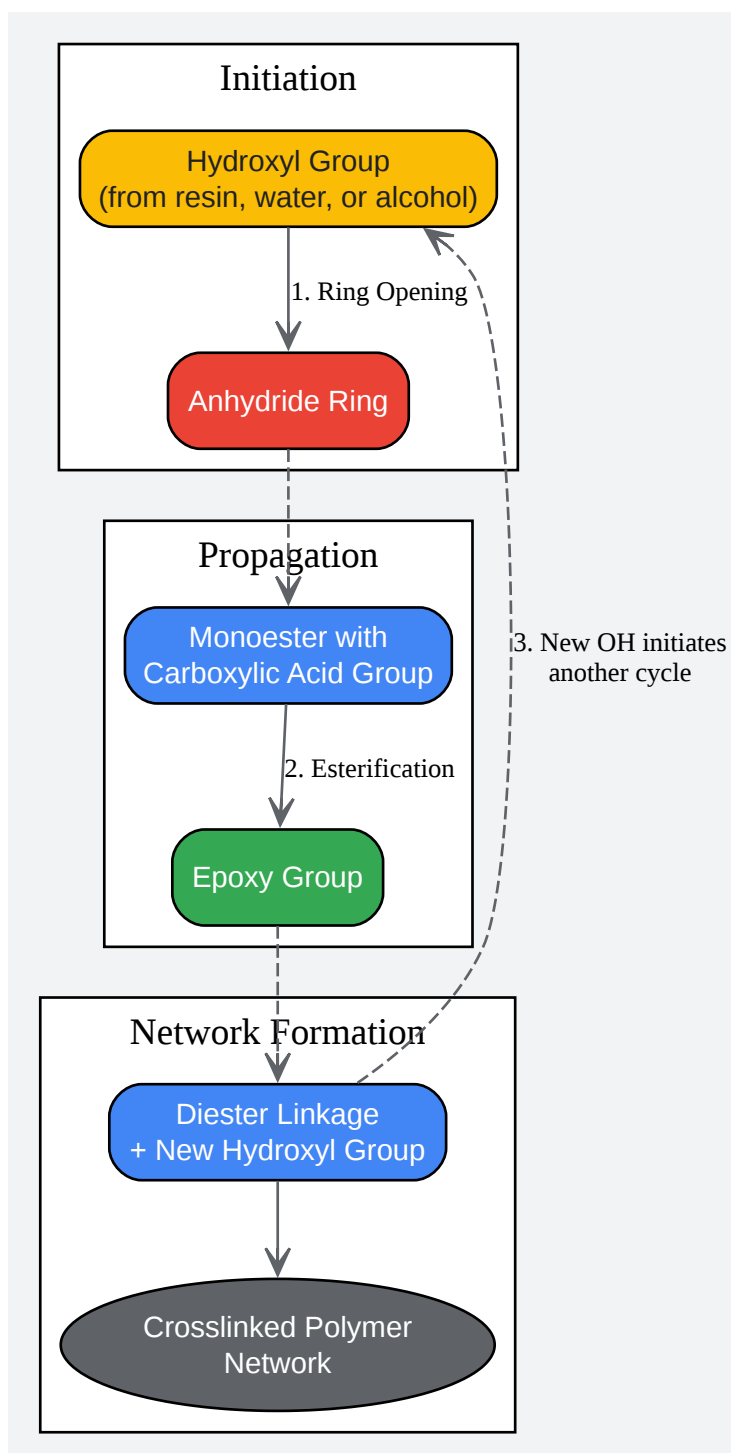 Initiation
Hydroxyl Group
(from resin, water, or alcohol)
1. Ring Opening
Anhydride Ring
Propagation
Monoester with
Carboxylic Acid Group
3. New OH initiates
another cycle
2. Esterification
Epoxy Group
Network Formation
Diester Linkage
+ New Hydroxyl Group
Crosslinked Polymer
Network